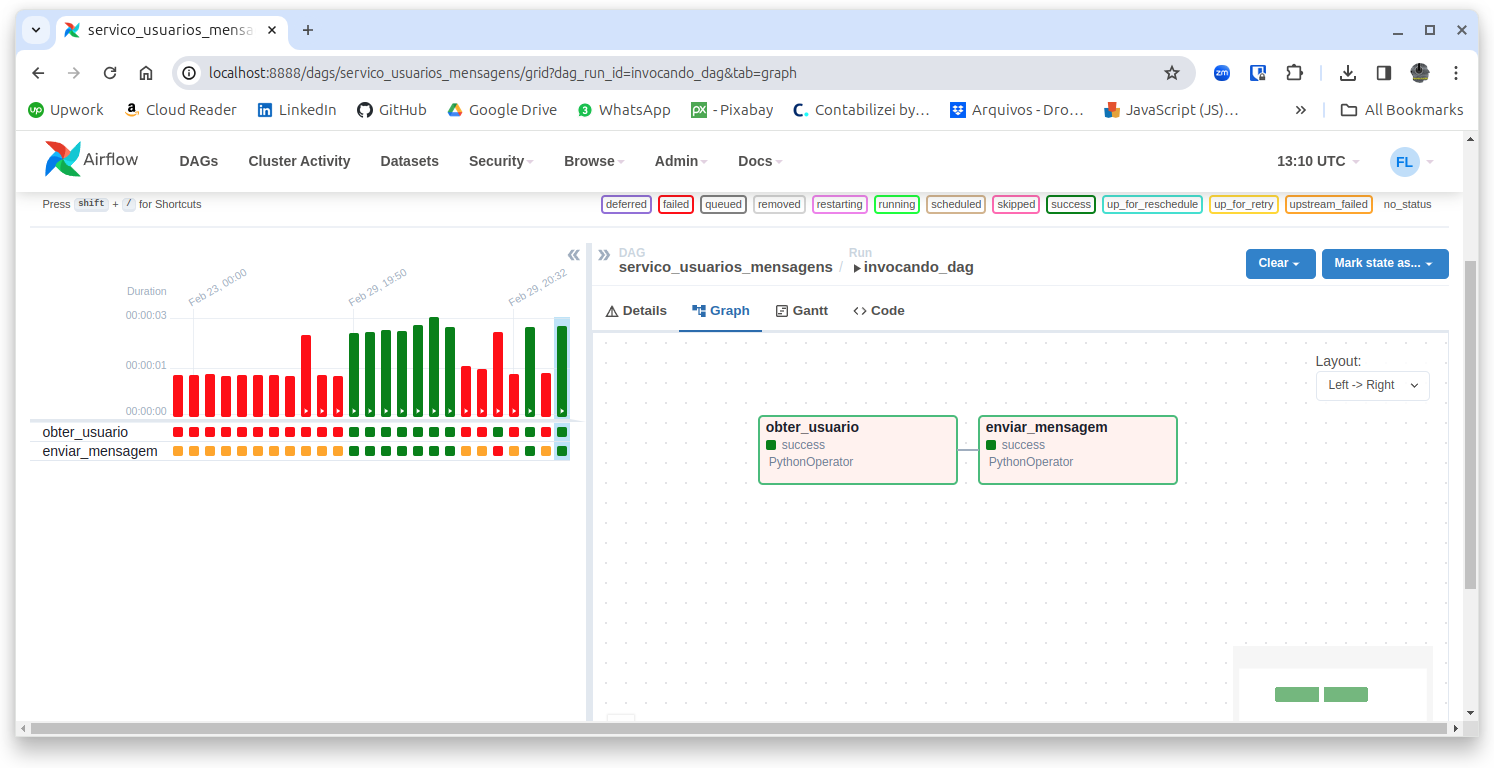 servico_usuarios_mensa
localhost:8888/dags/servico_usuarios_mensagens/grid?dag_run_id=invocando_dag&tab=graph
zm
up Upwork a Cloud Reader in LinkedIn GitHub Google Drive 3 WhatsApp PX - Pixabay C. Contabilizei by... Arquivos - Dro... JavaScript (JS)... » All Bookmarks
Airflow DAGs Cluster Activity Datasets Security Browse Admin Docs 13:10 UTC FL
Press shift + / for Shortcuts deferred failed queued removed restarting running scheduled skipped success up_for_reschedule up_for_retry upstream_failed no_status
« » DAG Run
servico_usuarios_mensagens / invocando_dag Clear Mark state as...
Feb 23, 00:00 Feb 29, 19:50 Feb 29, 20:32
Duration
00:00:03
00:00:01
00:00:00
obter_usuario
enviar_mensagem
Details Graph Gantt Code
Layout:
Left -> Right
obter_usuario
success
PythonOperator
enviar_mensagem
success
PythonOperator